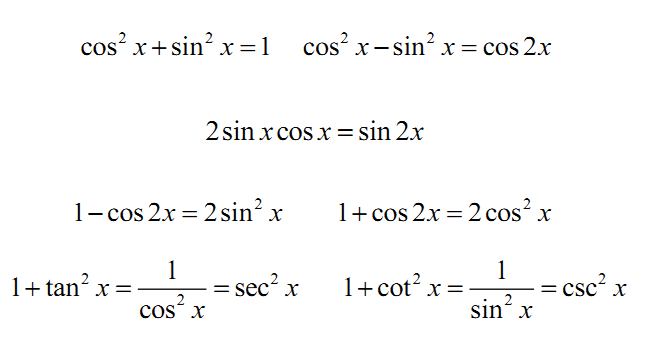 cos² x + sin² x = 1    cos² x − sin² x = cos 2x
2 sin x cos x = sin 2x
1 − cos 2x = 2 sin² x    1 + cos 2x = 2 cos² x
1 + tan² x = 1/cos² x = sec² x    1 + cot² x = 1/sin² x = csc² x